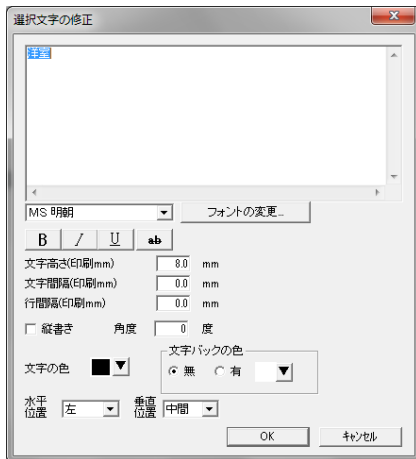 選択文字の修正
洋室
MS 明朝
フォントの変更...
B I U ab
文字高さ(印刷mm) 8.0 mm
文字間隔(印刷mm) 0.0 mm
行間隔(印刷mm) 0.0 mm
縦書き 角度 0 度
文字の色
文字バックの色
無 有
水平位置 左 垂直位置 中間
OK キャンセル